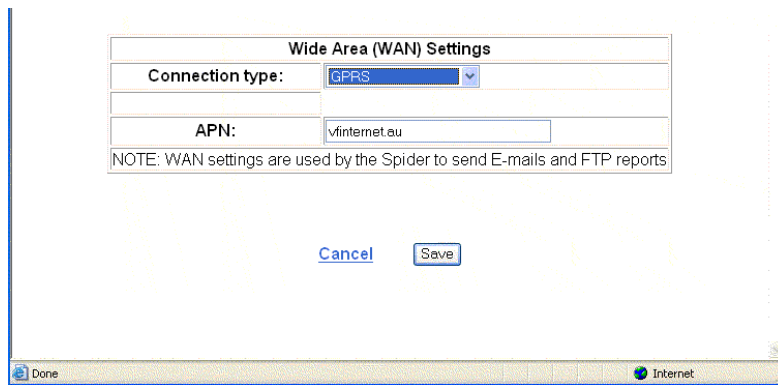 Wide Area (WAN) Settings
Connection type: GPRS
APN: vfinternet.au
NOTE: WAN settings are used by the Spider to send E-mails and FTP reports
Cancel Save
Done Internet